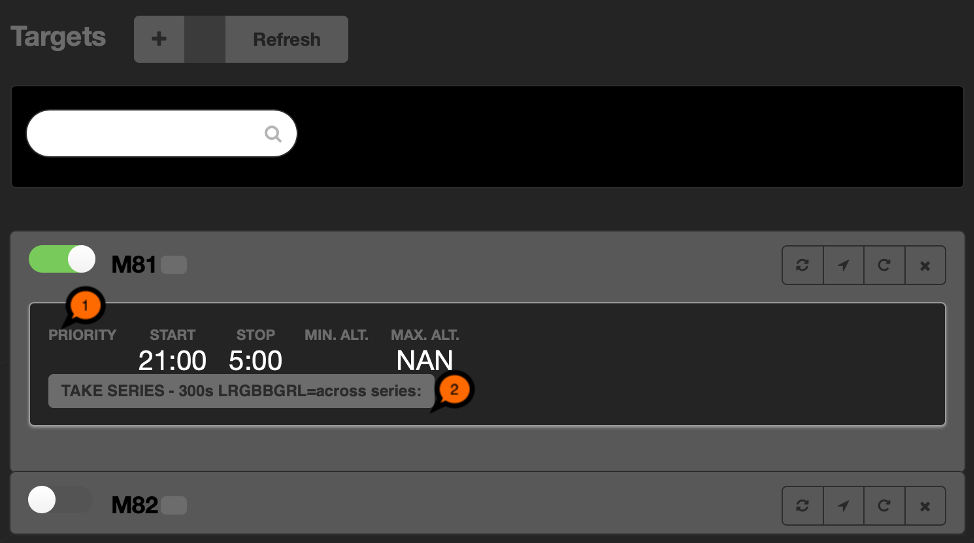 Targets
+ Refresh
M81
1
PRIORITY START STOP MIN. ALT. MAX. ALT.
21:00 5:00 NAN
TAKE SERIES - 300s LRGBBGRL=across series: 2
M82